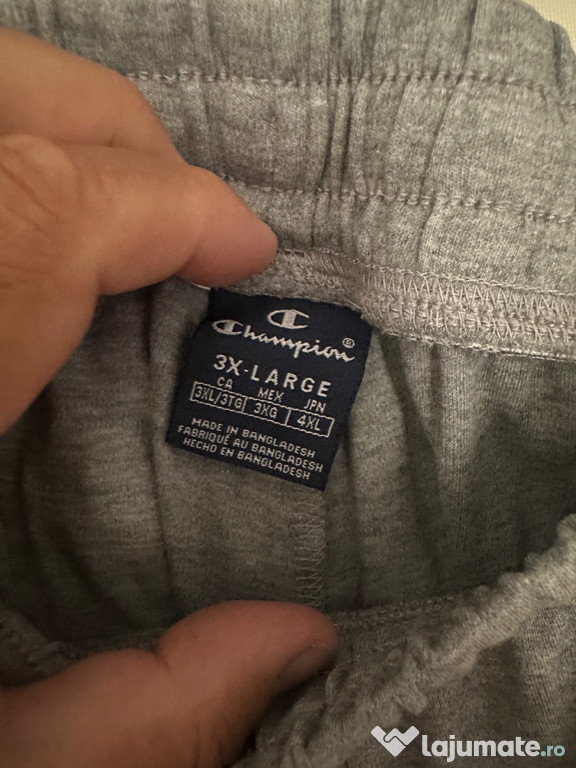 Champion®
3X-LARGE
CA MEX JPN
3XL/3TG 3XG 4XL
MADE IN BANGLADESH
FABRIQUÉ AU BANGLADESH
HECHO EN BANGLADESH
lajumate.ro